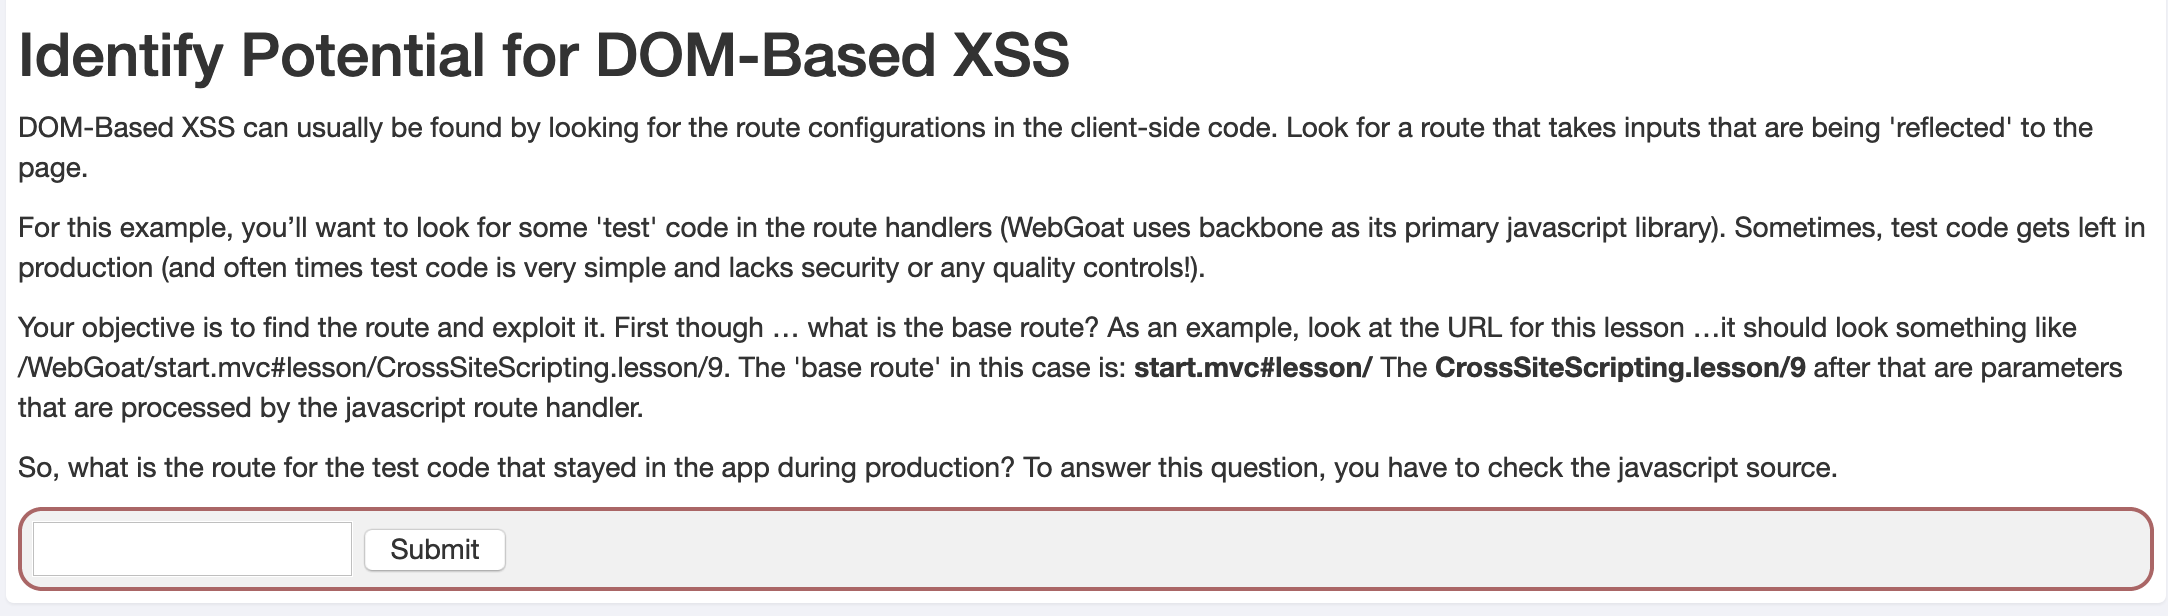 Identify Potential for DOM-Based XSS
DOM-Based XSS can usually be found by looking for the route configurations in the client-side code. Look for a route that takes inputs that are being 'reflected' to the
page.
For this example, you’ll want to look for some 'test' code in the route handlers (WebGoat uses backbone as its primary javascript library). Sometimes, test code gets left in
production (and often times test code is very simple and lacks security or any quality controls!).
Your objective is to find the route and exploit it. First though … what is the base route? As an example, look at the URL for this lesson …it should look something like
/WebGoat/start.mvc#lesson/CrossSiteScripting.lesson/9. The 'base route' in this case is: start.mvc#lesson/ The CrossSiteScripting.lesson/9 after that are parameters
that are processed by the javascript route handler.
So, what is the route for the test code that stayed in the app during production? To answer this question, you have to check the javascript source.
Submit